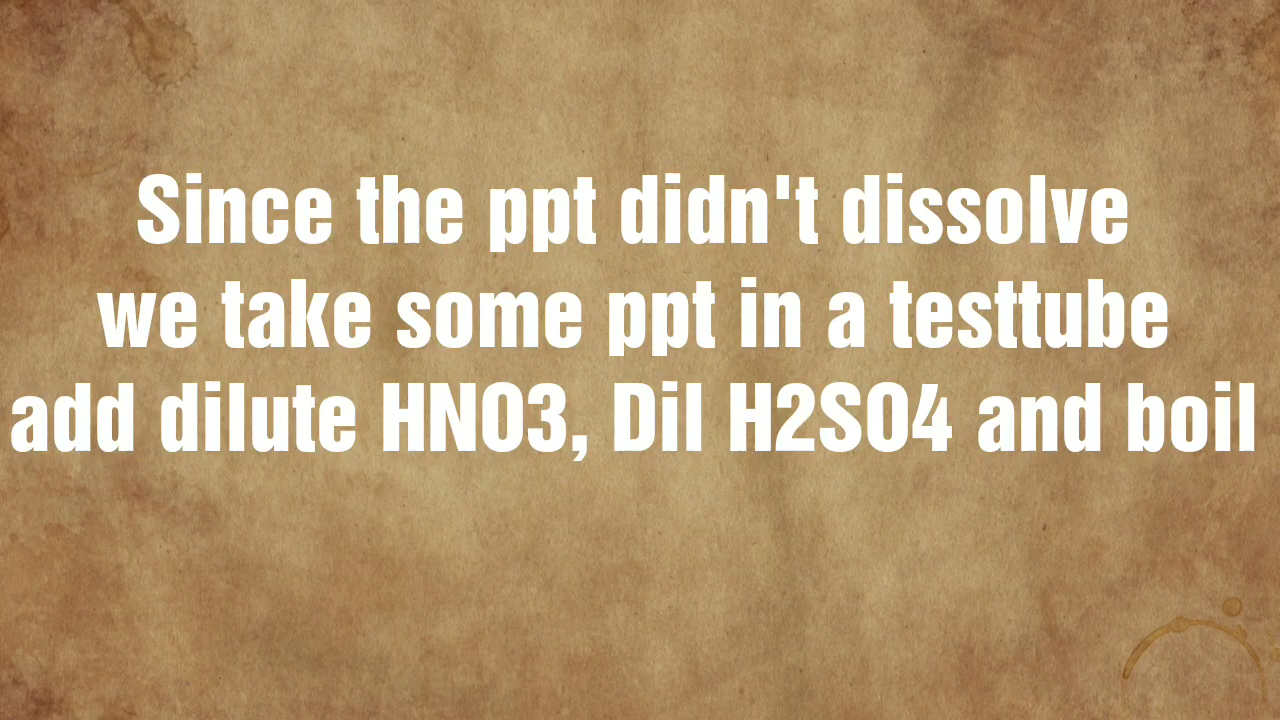 Since the ppt didn't dissolve
we take some ppt in a testtube
add dilute HNO3, Dil H2SO4 and boil